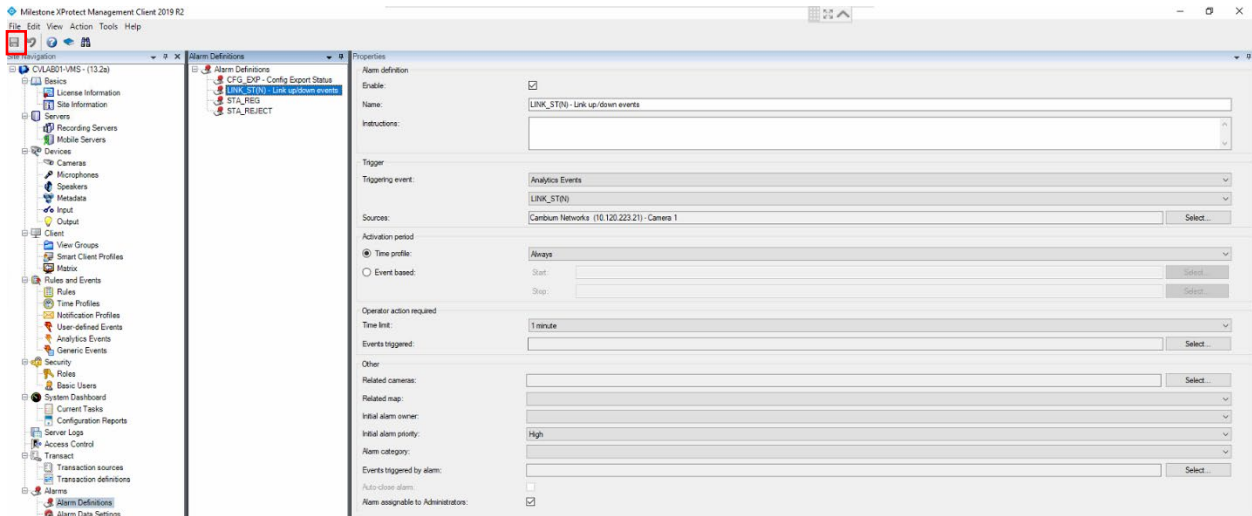 Milestone XProtect Management Client 2019 R2
File Edit View Action Tools Help
Site Navigation
CVLAB01-VMS - (13.2a)
Basics
License Information
Site Information
Servers
Recording Servers
Mobile Servers
Devices
Cameras
Microphones
Speakers
Metadata
Input
Output
Client
View Groups
Smart Client Profiles
Matrix
Rules and Events
Rules
Time Profiles
Notification Profiles
User-defined Events
Analytics Events
Generic Events
Security
Roles
Basic Users
System Dashboard
Current Tasks
Configuration Reports
Server Logs
Access Control
Transact
Transaction sources
Transaction definitions
Alarms
Alarm Definitions
Alarm Data Settings
Alarm Definitions
Alarm Definitions
CFG_EXP - Config Export Status
LINK_ST(N) - Link up/down events
STA_REG
STA_REJECT
Properties
Alarm definition
Enable:
Name: LINK_ST(N) - Link up/down events
Instructions:
Trigger
Triggering event: Analytics Events
LINK_ST(N)
Sources: Cambium Networks (10.120.223.21) - Camera 1 Select...
Activation period
Time profile: Always
Event based: Start: Select...
Stop: Select...
Operator action required
Time limit: 1 minute
Events triggered: Select...
Other
Related cameras: Select...
Related map:
Initial alarm owner:
Initial alarm priority: High
Alarm category:
Events triggered by alarm: Select...
Auto-close alarm:
Alarm assignable to Administrators: